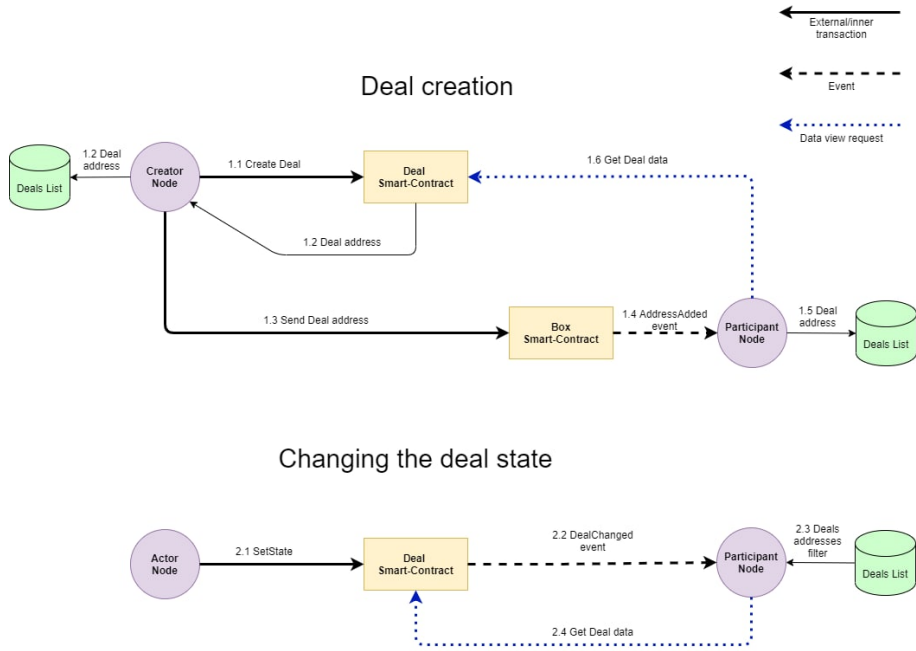 External/inner
transaction
Event
Data view request
Deal creation
1.2 Deal
address
Deals List
Creator
Node
1.1 Create Deal
Deal
Smart-Contract
1.6 Get Deal data
1.2 Deal address
1.3 Send Deal address
Box
Smart-Contract
1.4 AddressAdded
event
Participant
Node
1.5 Deal
address
Deals List
Changing the deal state
Actor
Node
2.1 SetState
Deal
Smart-Contract
2.2 DealChanged
event
Participant
Node
2.3 Deals
addresses
filter
Deals List
2.4 Get Deal data